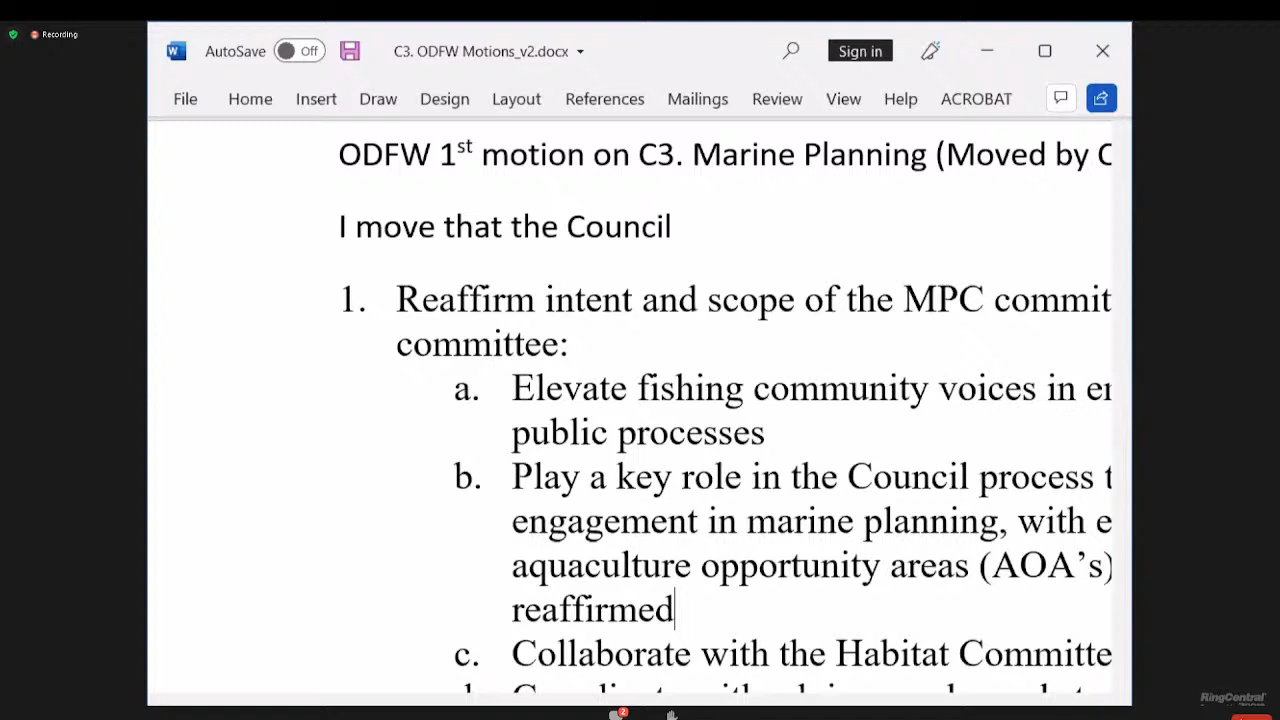 Recording
AutoSave Off C3. ODFW Motions_v2.docx Sign in
File Home Insert Draw Design Layout References Mailings Review View Help ACROBAT
ODFW 1st motion on C3. Marine Planning (Moved by C
I move that the Council
1. Reaffirm intent and scope of the MPC commit
committee:
a. Elevate fishing community voices in en
public processes
b. Play a key role in the Council process t
engagement in marine planning, with e
aquaculture opportunity areas (AOA’s)
reaffirmed
c. Collaborate with the Habitat Committe
RingCentral
2